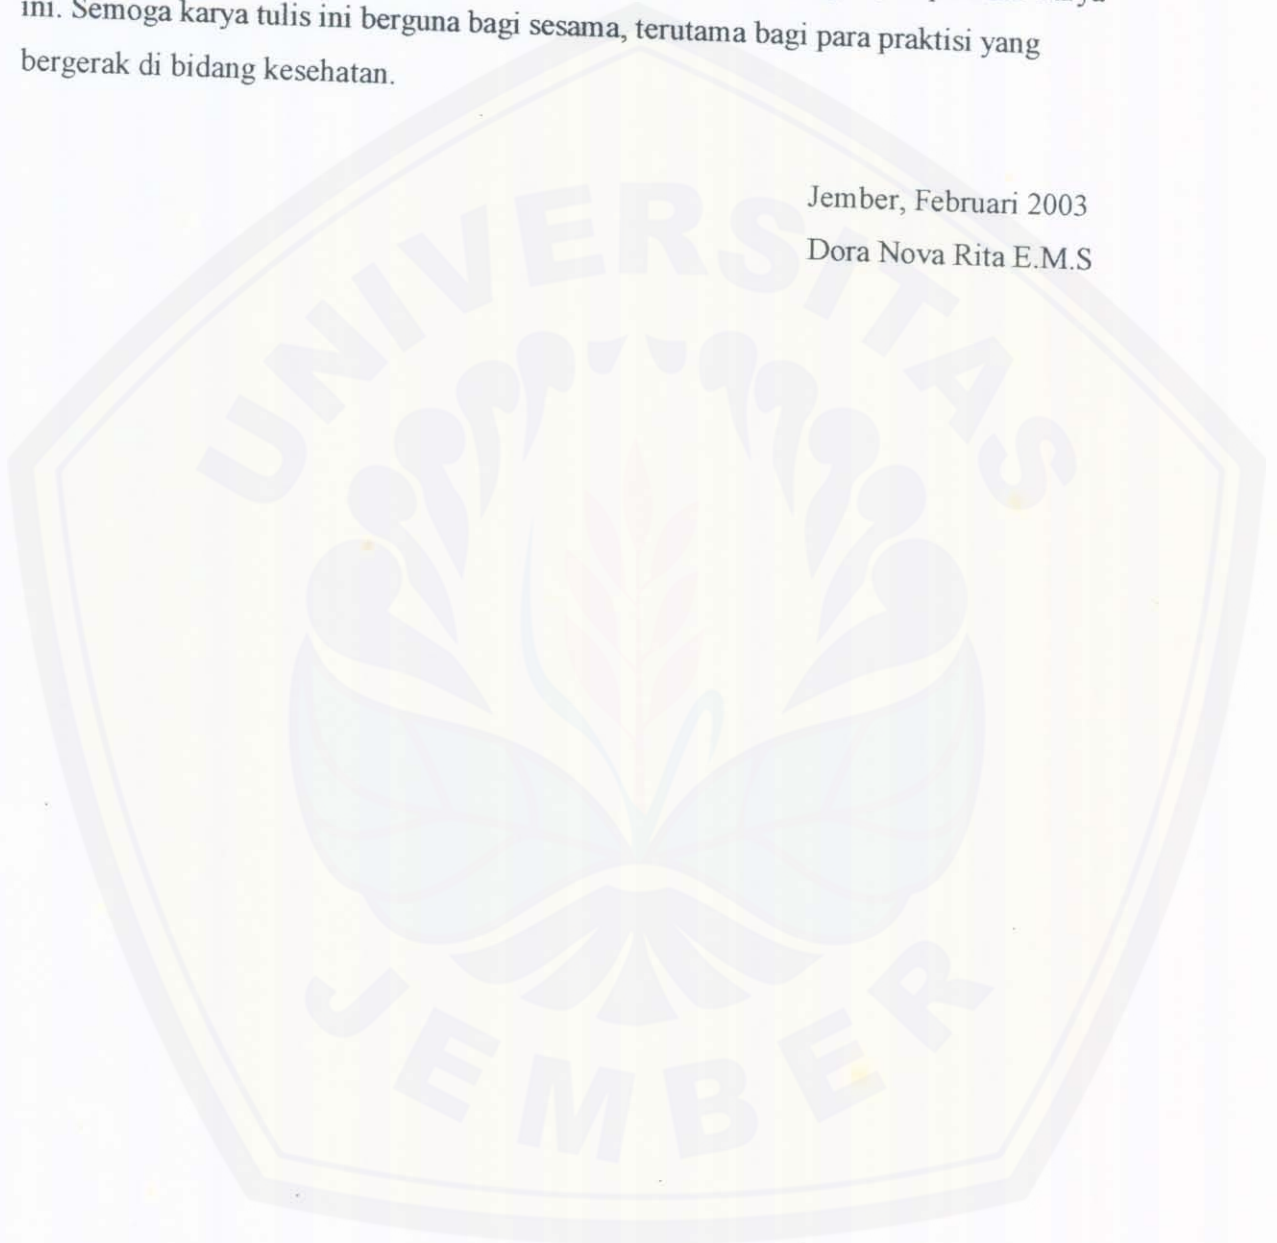 ini. Semoga karya tulis ini berguna bagi sesama, terutama bagi para praktisi yang
bergerak di bidang kesehatan.
Jember, Februari 2003
Dora Nova Rita E.M.S
UNIVERSITAS
JEMBER